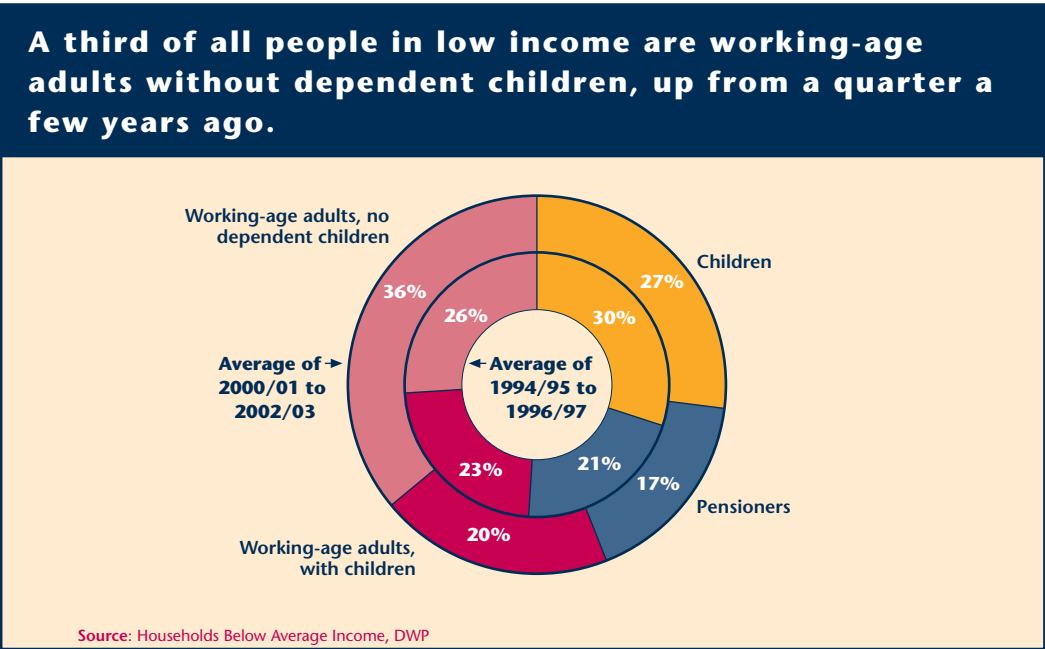 A third of all people in low income are working-age
adults without dependent children, up from a quarter a
few years ago.
Working-age adults, no
dependent children
Children
27%
36%
26%
30%
Average of
2000/01 to
2002/03
Average of
1994/95 to
1996/97
23%
21%
17%
20%
Pensioners
Working-age adults,
with children
Source: Households Below Average Income, DWP